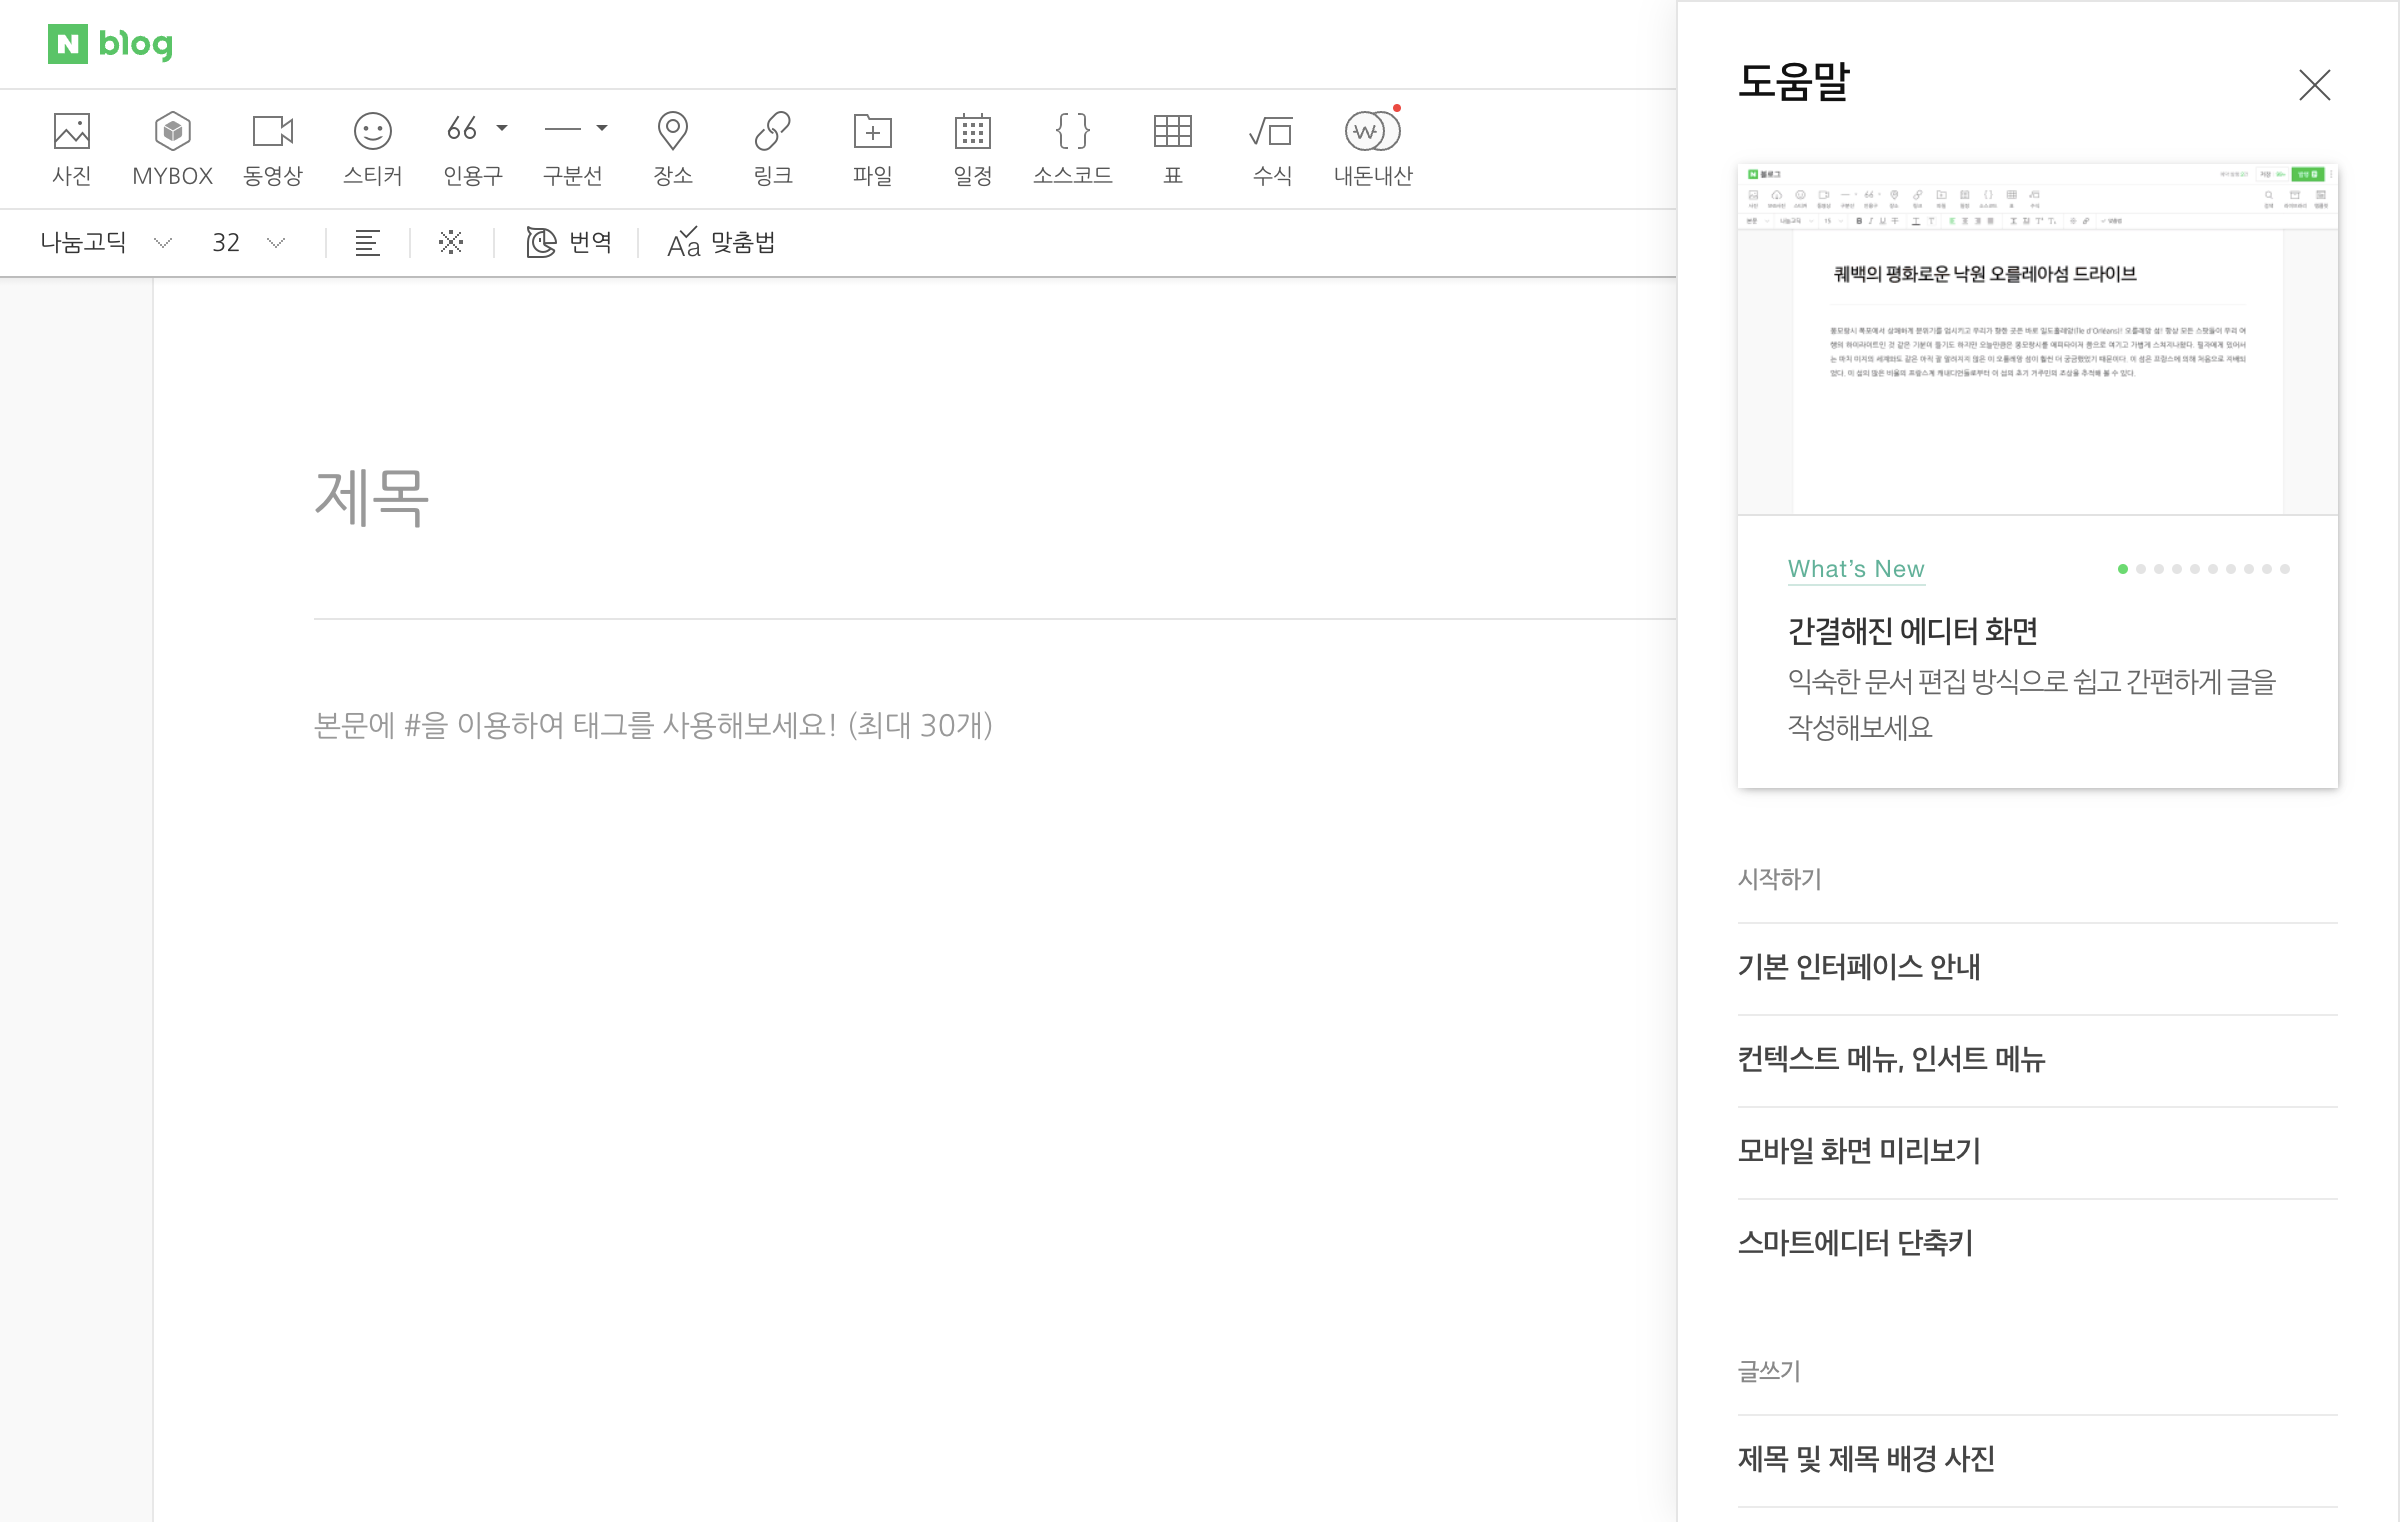 N blog
사진
MYBOX
동영상
스티커
인용구
구분선
장소
링크
파일
일정
소스코드
표
수식
내돈내산
나눔고딕
32
번역
맞춤법
제목
본문에 #을 이용하여 태그를 사용해보세요! (최대 30개)
도움말
N 블로그
퀘백의 평화로운 낙원 오를레아섬 드라이브
What's New
간결해진 에디터 화면
익숙한 문서 편집 방식으로 쉽고 간편하게 글을
작성해보세요
시작하기
기본 인터페이스 안내
컨텍스트 메뉴, 인서트 메뉴
모바일 화면 미리보기
스마트에디터 단축키
글쓰기
제목 및 제목 배경 사진